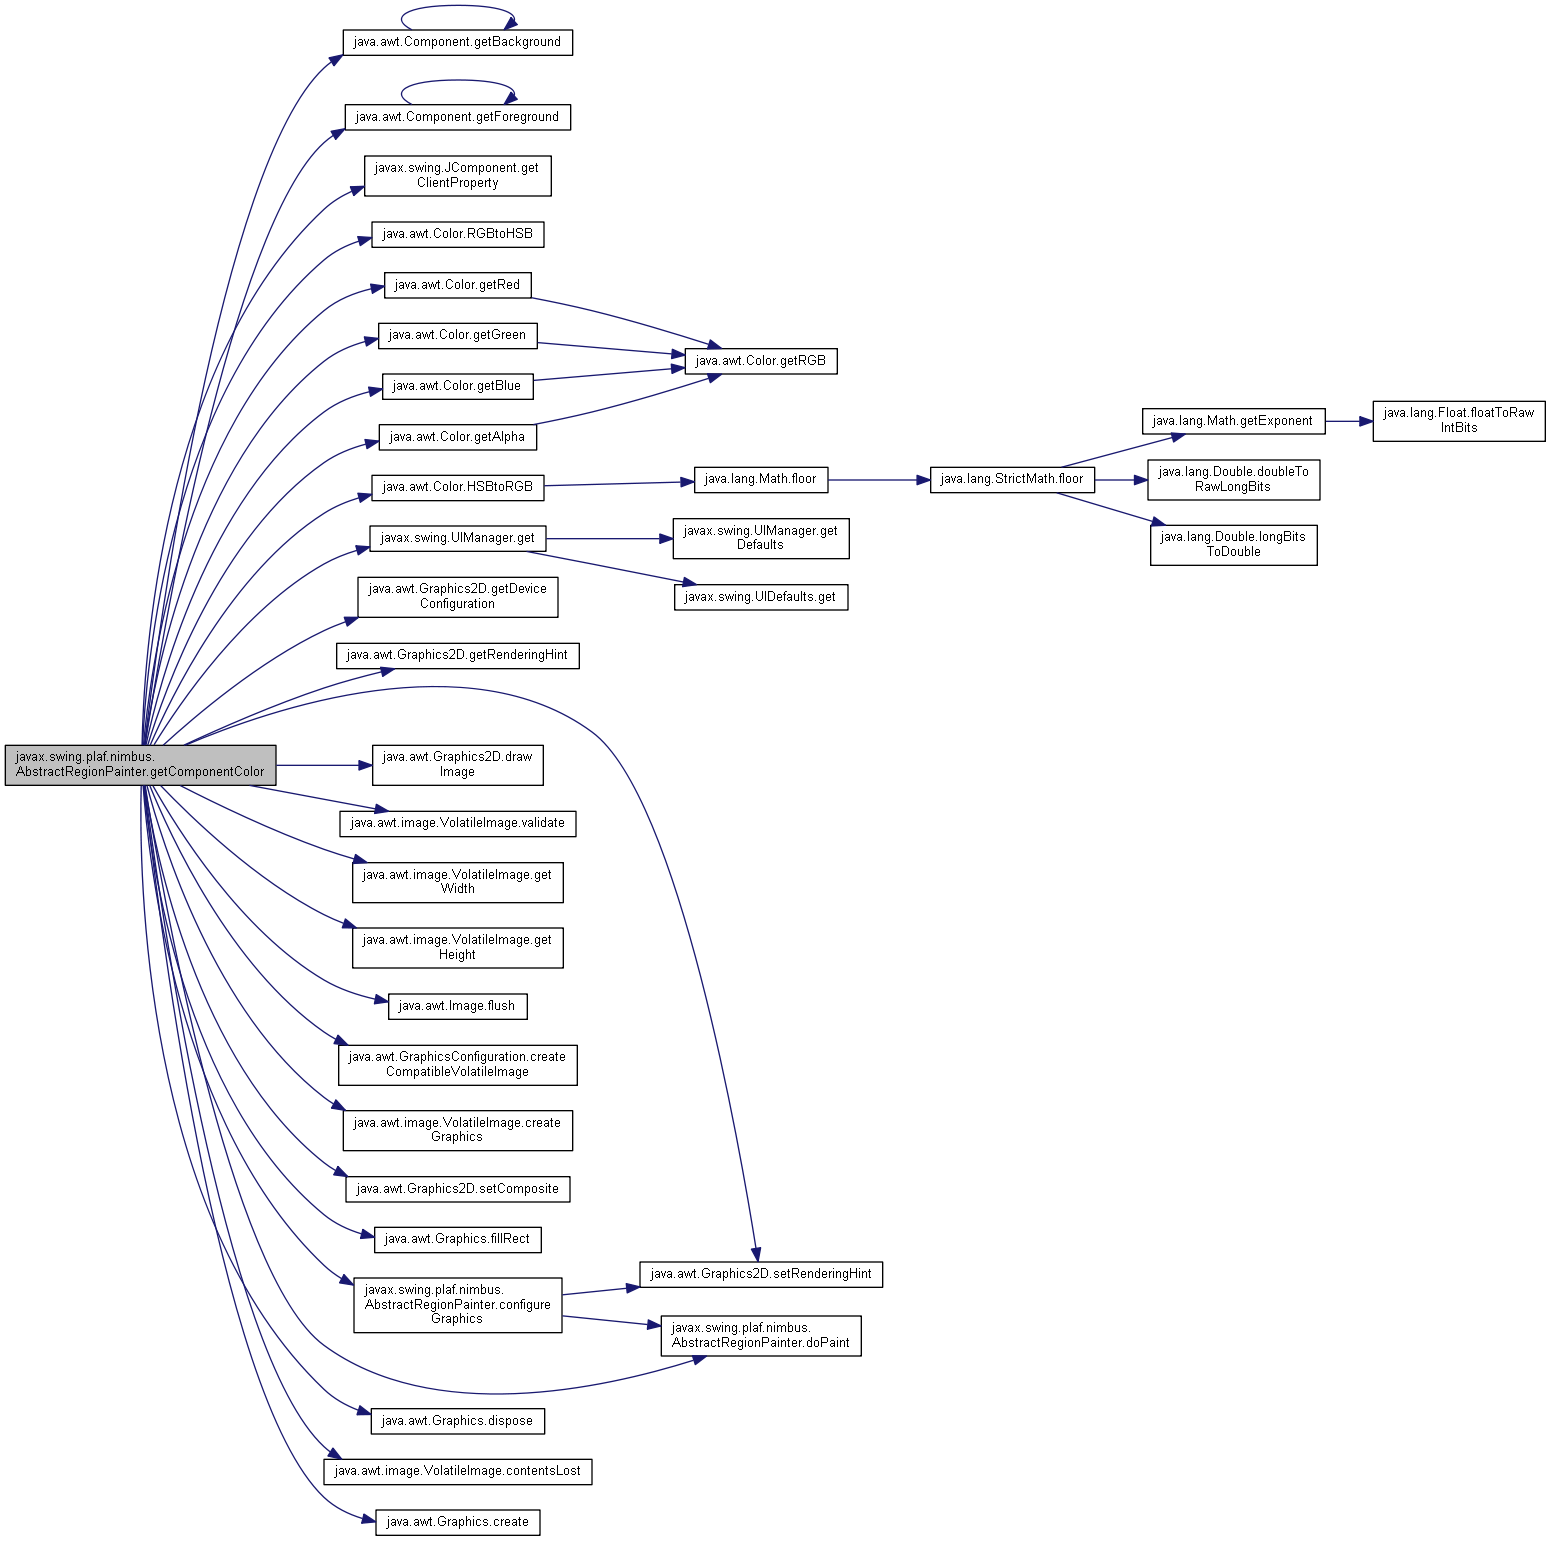 java.awt.Component.getBackground
java.awt.Component.getForeground
javax.swing.JComponent.get
ClientProperty
java.awt.Color.RGBtoHSB
java.awt.Color.getRed
java.awt.Color.getGreen
java.awt.Color.getRGB
java.awt.Color.getBlue
java.awt.Color.getAlpha
java.lang.Math.getExponent
java.lang.Float.floatToRaw
IntBits
java.awt.Color.HSBtoRGB
java.lang.Math.floor
java.lang.StrictMath.floor
java.lang.Double.doubleTo
RawLongBits
javax.swing.UIManager.get
javax.swing.UIManager.get
Defaults
java.lang.Double.longBits
ToDouble
java.awt.Graphics2D.getDevice
Configuration
javax.swing.UIDefaults.get
java.awt.Graphics2D.getRenderingHint
javax.swing.plaf.nimbus.
AbstractRegionPainter.getComponentColor
java.awt.Graphics2D.draw
Image
java.awt.image.VolatileImage.validate
java.awt.image.VolatileImage.get
Width
java.awt.image.VolatileImage.get
Height
java.awt.Image.flush
java.awt.GraphicsConfiguration.create
CompatibleVolatileImage
java.awt.image.VolatileImage.create
Graphics
java.awt.Graphics2D.setComposite
java.awt.Graphics.fillRect
java.awt.Graphics2D.setRenderingHint
javax.swing.plaf.nimbus.
AbstractRegionPainter.configure
Graphics
javax.swing.plaf.nimbus.
AbstractRegionPainter.doPaint
java.awt.Graphics.dispose
java.awt.image.VolatileImage.contentsLost
java.awt.Graphics.create